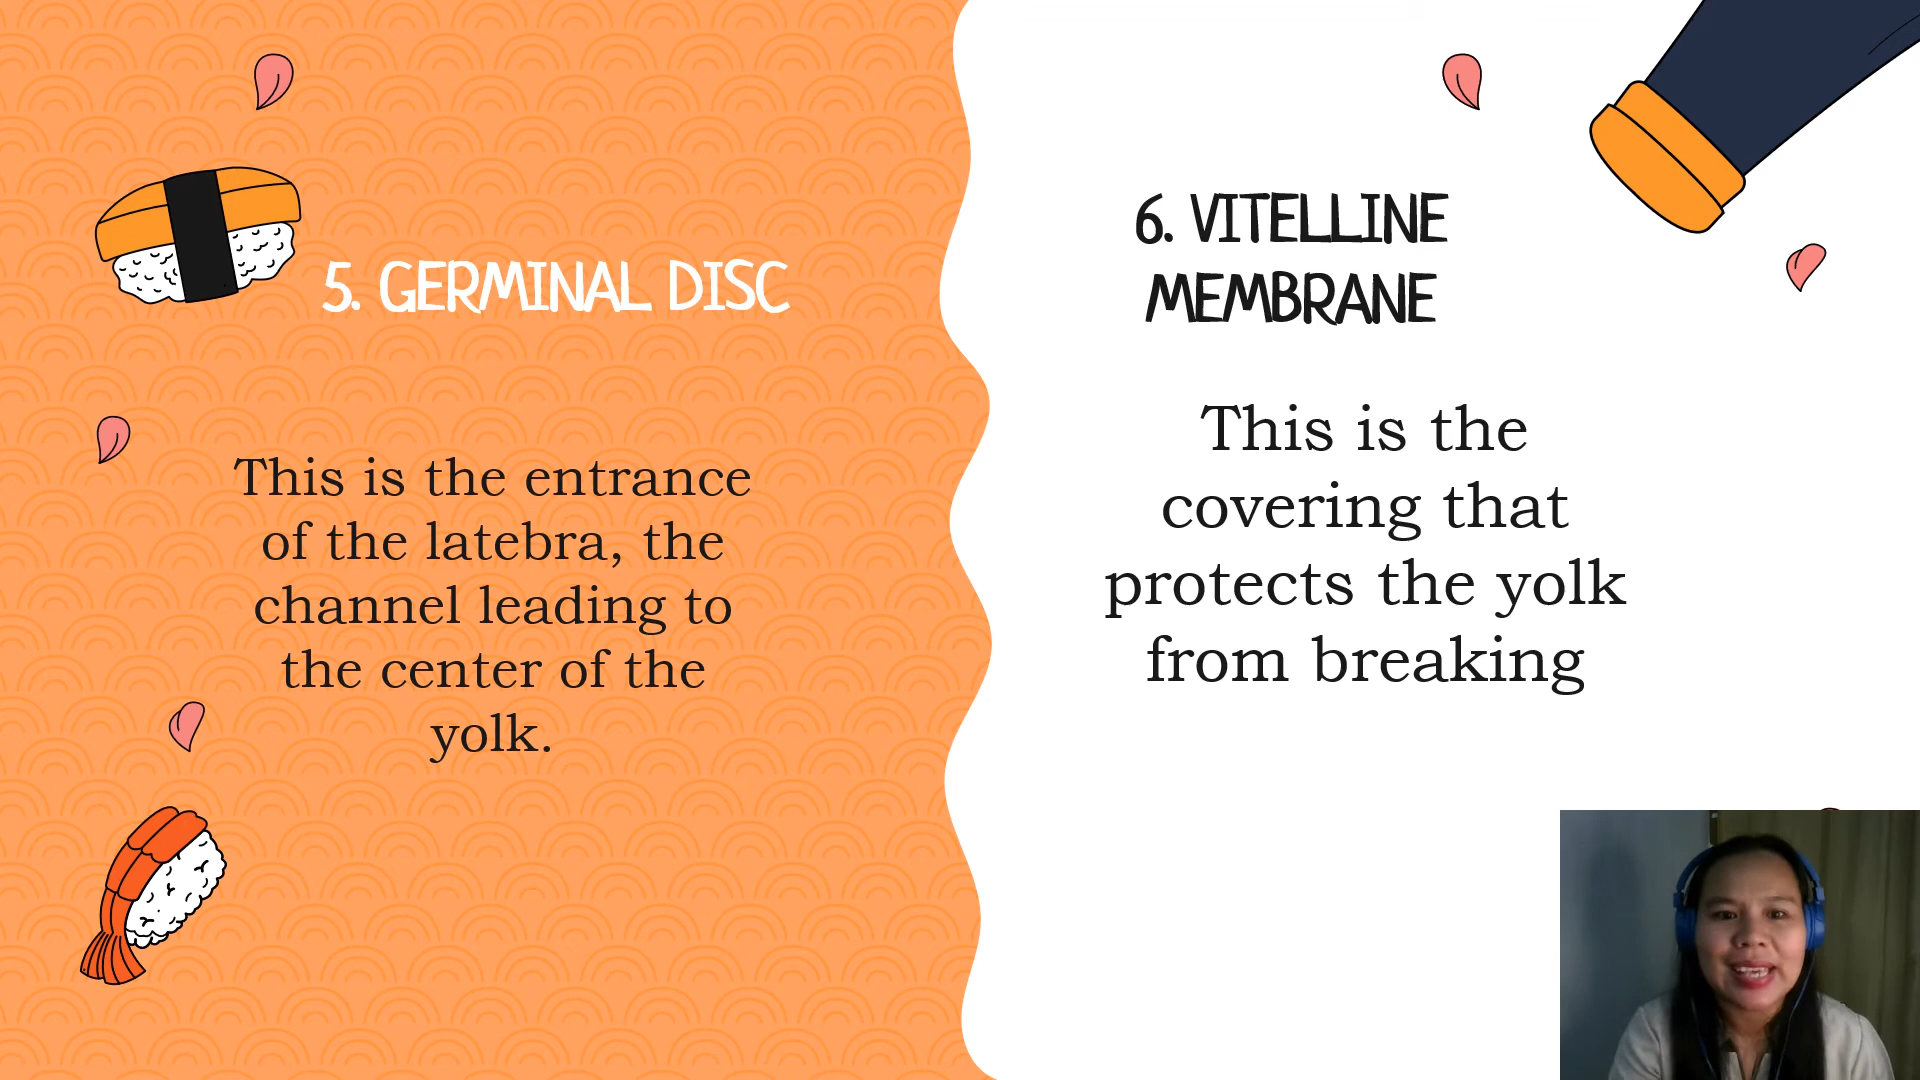 5. GERMINAL DISC
This is the entrance
of the latebra, the
channel leading to
the center of the
yolk.
6. VITELLINE
MEMBRANE
This is the
covering that
protects the yolk
from breaking